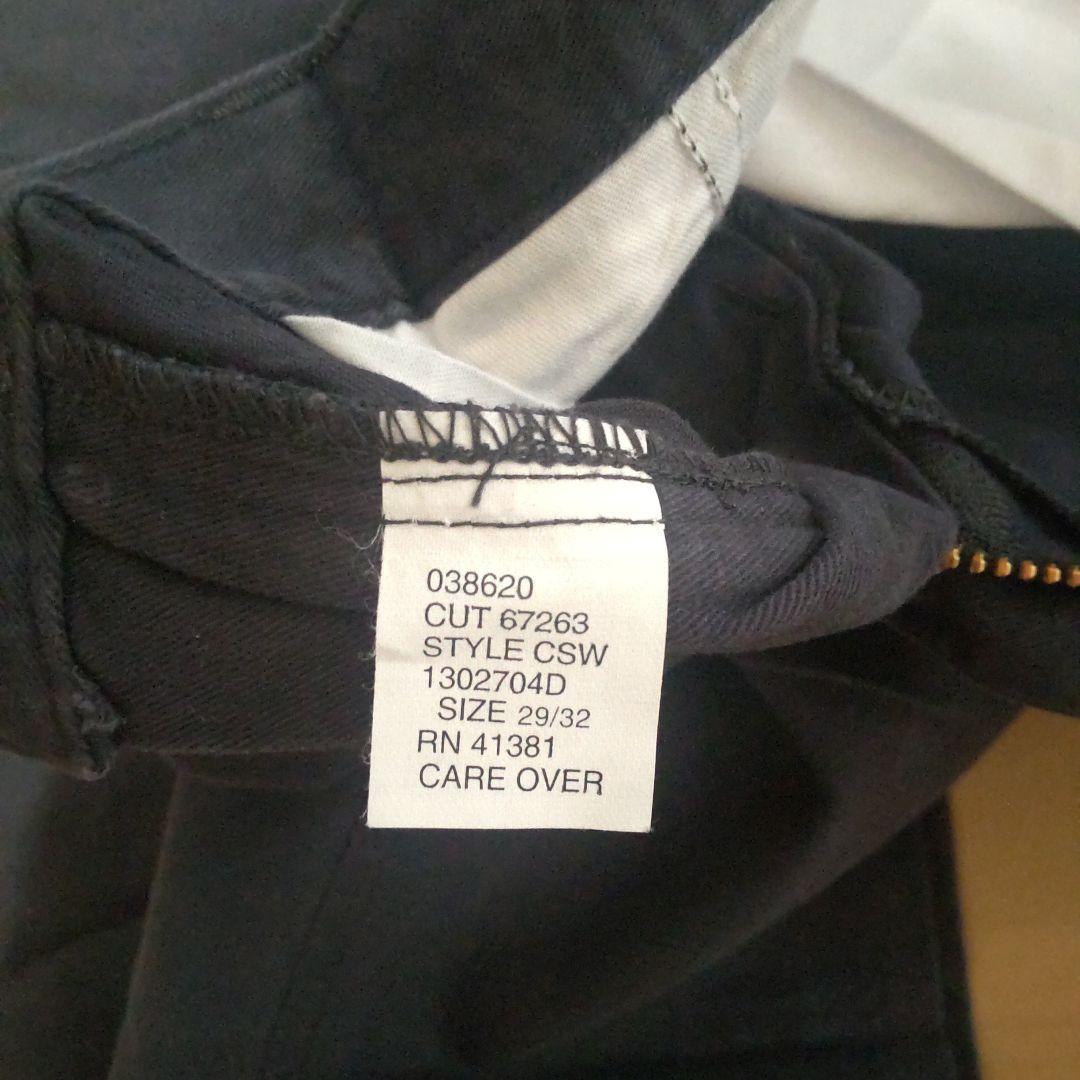 038620
CUT 67263
STYLE CSW
1302704D
SIZE 29/32
RN 41381
CARE OVER